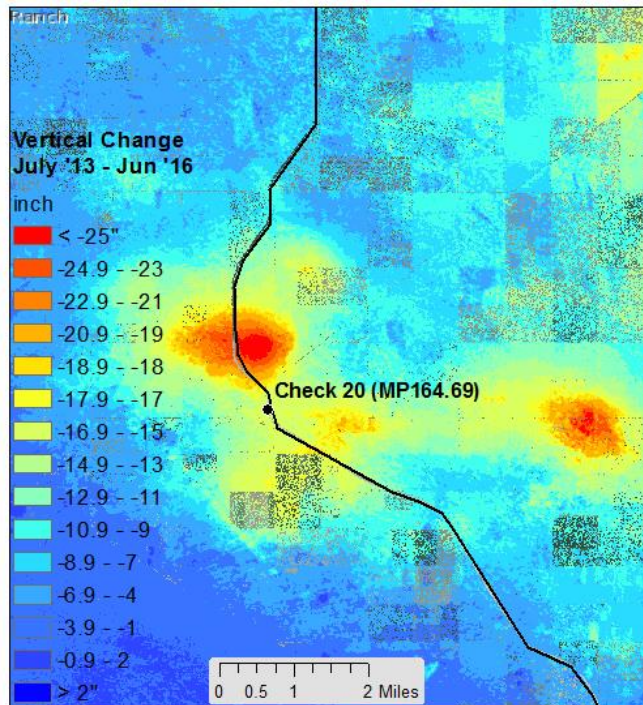 Ranch
Vertical Change
July '13 - Jun '16
inch
< -25"
-24.9 - -23
-22.9 - -21
-20.9 - -19
-18.9 - -18
-17.9 - -17
-16.9 - -15
-14.9 - -13
-12.9 - -11
-10.9 - -9
-8.9 - -7
-6.9 - -4
-3.9 - -1
-0.9 - 2
> 2"
Check 20 (MP164.69)
0 0.5 1 2 Miles